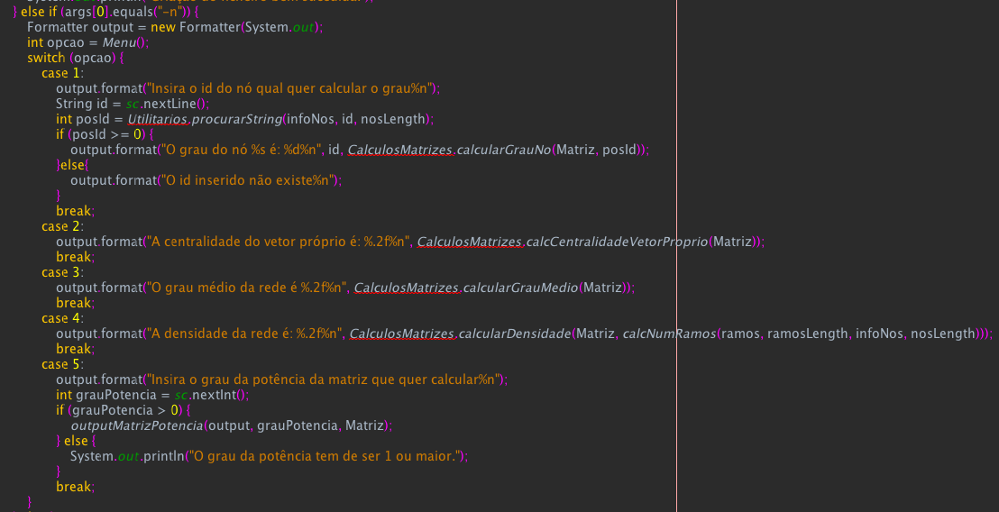 } else if (args[0].equals("-n")) {
Formatter output = new Formatter(System.out);
int opcao = Menu();
switch (opcao) {
case 1:
output.format("Insira o id do nó qual quer calcular o grau%n");
String id = sc.nextLine();
int posId = Utilitarios.procurarString(infoNos, id, nosLength);
if (posId >= 0) {
output.format("O grau do nó %s é: %d%n", id, CalculosMatrizes.calcularGrauNo(Matriz, posId));
}else{
output.format("O id inserido não existe%n");
}
break;
case 2:
output.format("A centralidade do vetor próprio é: %.2f%n", CalculosMatrizes.calcCentralidadeVetorProprio(Matriz));
break;
case 3:
output.format("O grau médio da rede é %.2f%n", CalculosMatrizes.calcularGrauMedio(Matriz));
break;
case 4:
output.format("A densidade da rede é: %.2f%n", CalculosMatrizes.calcularDensidade(Matriz, calcNumRamos(ramos, ramosLength, infoNos, nosLength)));
break;
case 5:
output.format("Insira o grau da potência da matriz que quer calcular%n");
int grauPotencia = sc.nextInt();
if (grauPotencia > 0) {
outputMatrizPotencia(output, grauPotencia, Matriz);
} else {
System.out.println("O grau da potência tem de ser 1 ou maior.");
}
break;
}